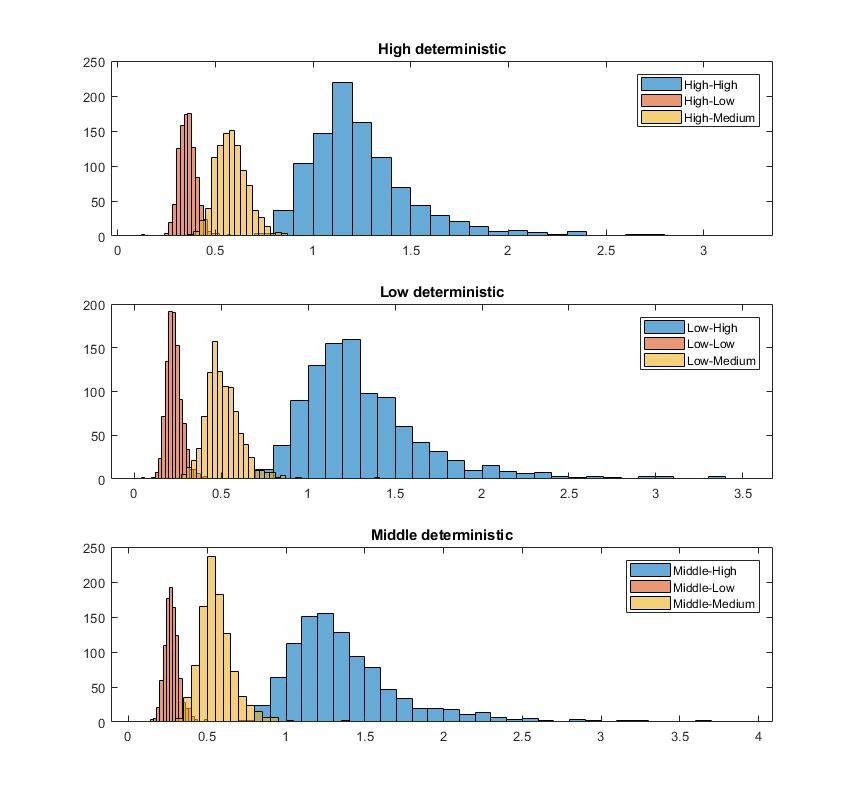 High deterministic
250
200
150
100
50
0
0 0.5 1 1.5 2 2.5 3
High-High
High-Low
High-Medium
Low deterministic
200
150
100
50
0
0 0.5 1 1.5 2 2.5 3 3.5
Low-High
Low-Low
Low-Medium
Middle deterministic
250
200
150
100
50
0
0 0.5 1 1.5 2 2.5 3 3.5 4
Middle-High
Middle-Low
Middle-Medium